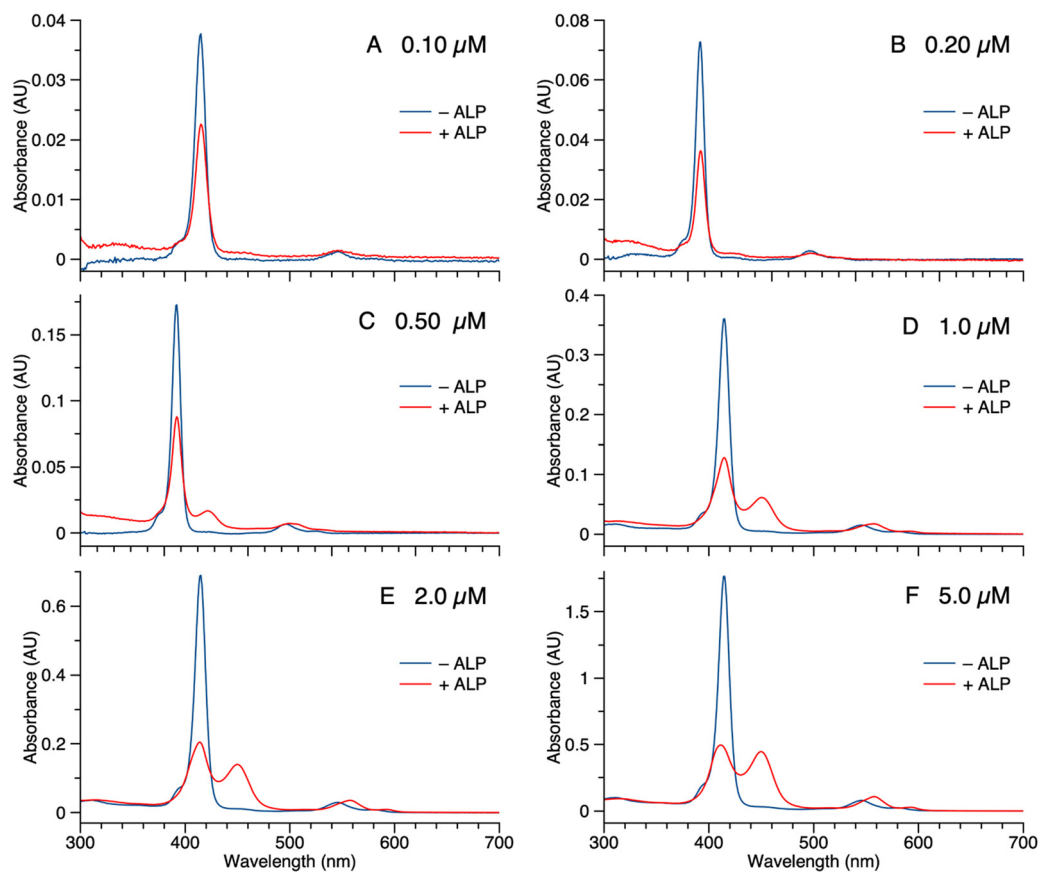 0.04
0.03
0.02
0.01
0
Absorbance (AU)
A 0.10 µM
– ALP
+ ALP
0.08
0.06
0.04
0.02
0
Absorbance (AU)
B 0.20 µM
– ALP
+ ALP
0.15
0.1
0.05
0
Absorbance (AU)
C 0.50 µM
– ALP
+ ALP
0.4
0.3
0.2
0.1
0
Absorbance (AU)
D 1.0 µM
– ALP
+ ALP
0.6
0.4
0.2
0
Absorbance (AU)
E 2.0 µM
– ALP
+ ALP
300 400 500 600 700
Wavelength (nm)
1.5
1
0.5
0
Absorbance (AU)
F 5.0 µM
– ALP
+ ALP
300 400 500 600 700
Wavelength (nm)